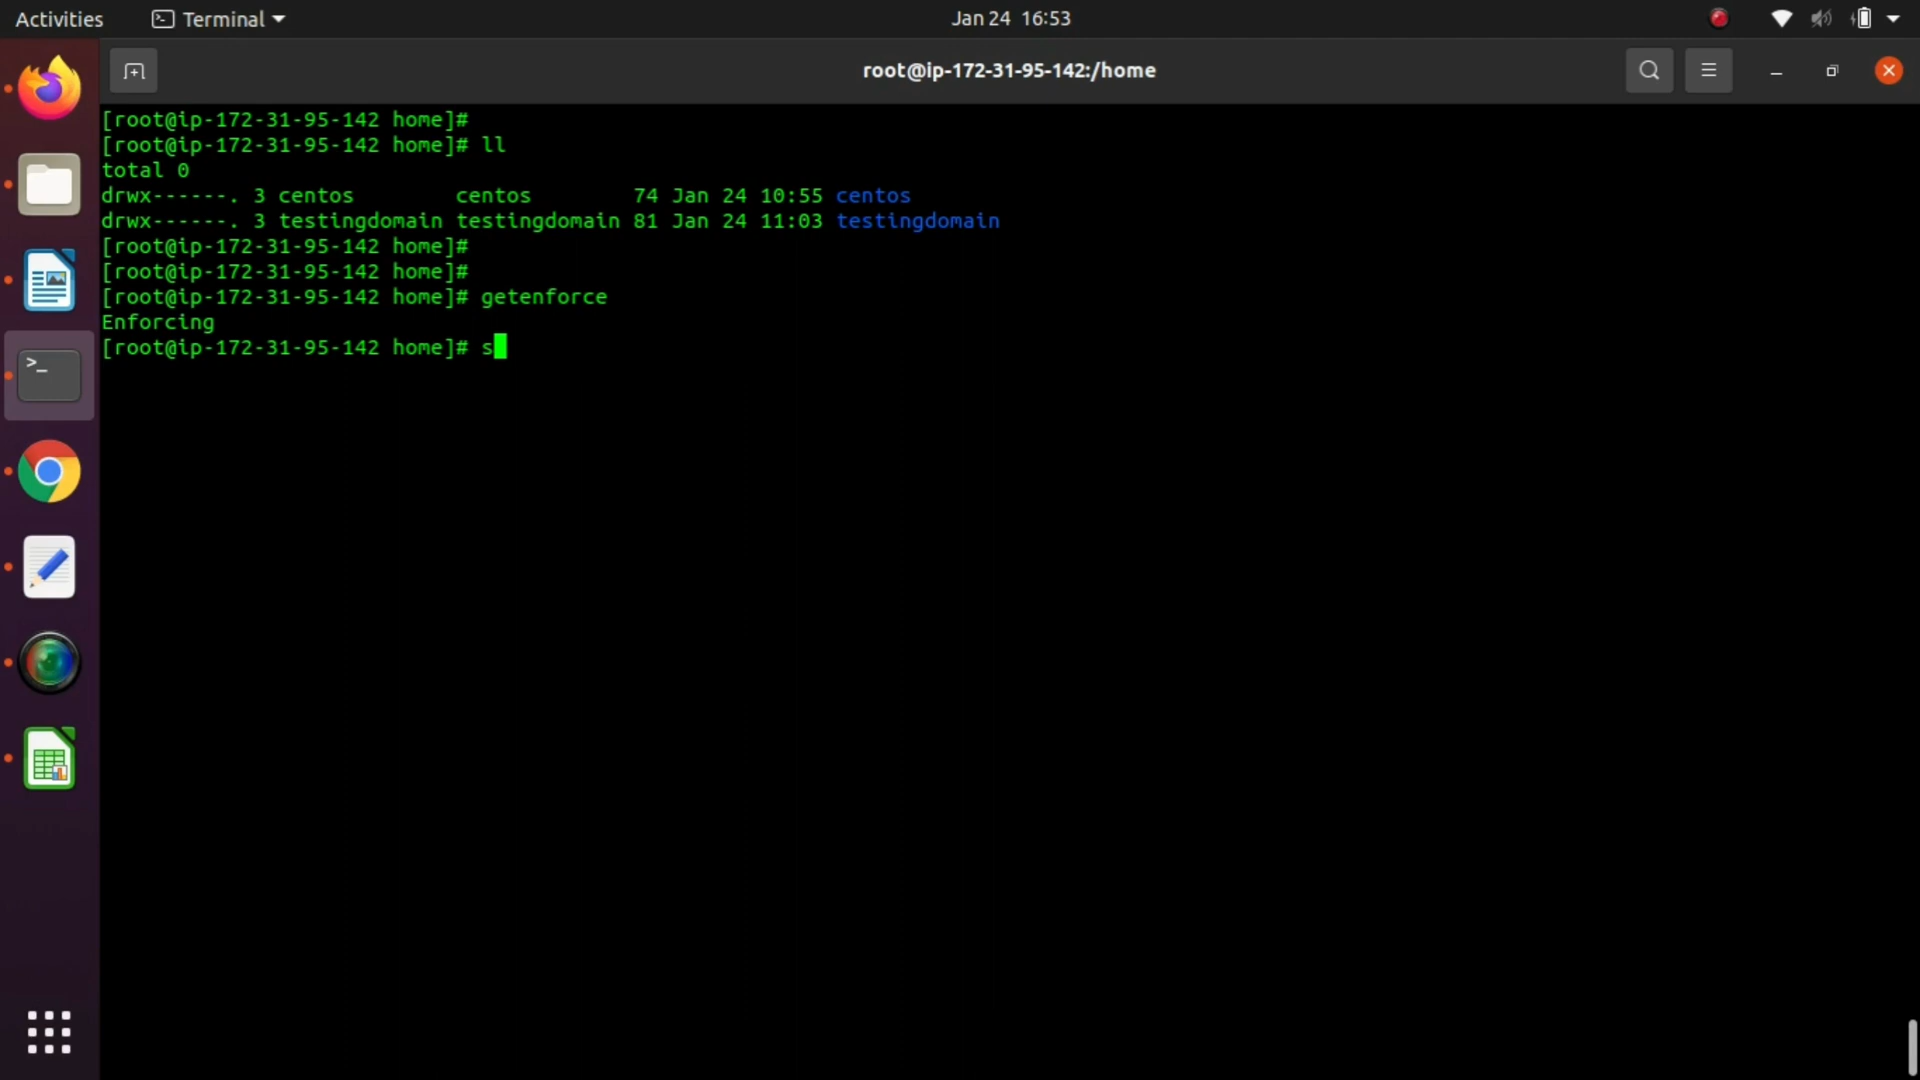 Activities Terminal Jan 24 16:53
root@ip-172-31-95-142:/home
[root@ip-172-31-95-142 home]#
[root@ip-172-31-95-142 home]# ll
total 0
drwx------. 3 centos centos 74 Jan 24 10:55 centos
drwx------. 3 testingdomain testingdomain 81 Jan 24 11:03 testingdomain
[root@ip-172-31-95-142 home]#
[root@ip-172-31-95-142 home]#
[root@ip-172-31-95-142 home]# getenforce
Enforcing
[root@ip-172-31-95-142 home]# s